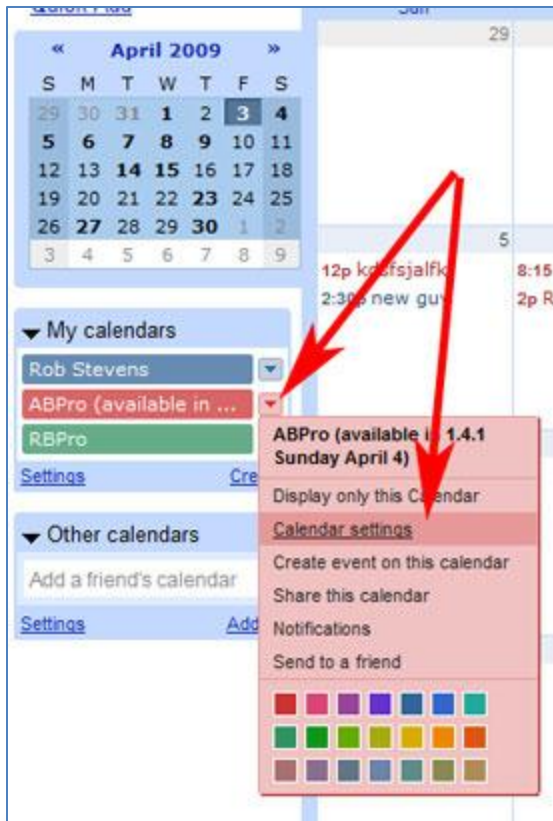 Quick Add
Sun
« April 2009 »
S M T W T F S
29 30 31 1 2 3 4
5 6 7 8 9 10 11
12 13 14 15 16 17 18
19 20 21 22 23 24 25
26 27 28 29 30 1 2
3 4 5 6 7 8 9
29
5
12p
8:15
2:30p new guy
2p R
My calendars
Rob Stevens
ABPro (available in ...
RBPro
Settings Cre
Other calendars
Add a friend's calendar
Settings Add
ABPro (available in 1.4.1
Sunday April 4)
Display only this Calendar
Calendar settings
Create event on this calendar
Share this calendar
Notifications
Send to a friend